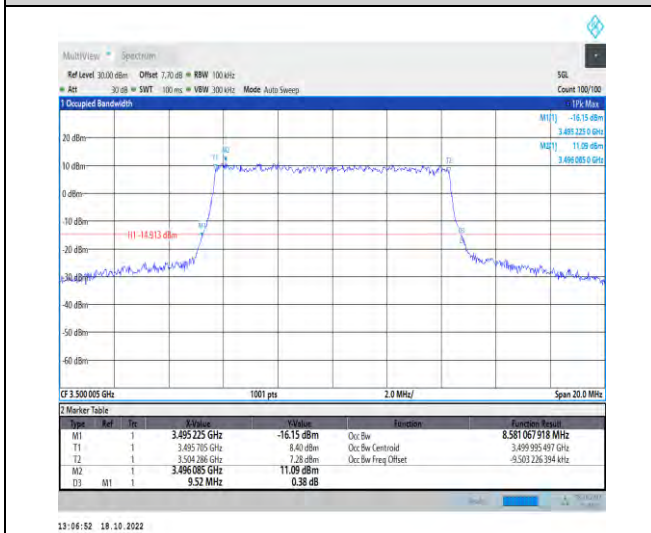 MultiView Spectrum
Ref Level 30.00 dBm Offset 7.70 dB RBW 100 kHz SGL
Att 30 dB SWT 100 ms VBW 300 kHz Mode Auto Sweep Count 100/100
1 Occupied Bandwidth 1Pk Max
M1[1] -16.15 dBm
3.495 225 0 GHz
M2[1] 11.09 dBm
3.496 085 0 GHz
20 dBm
M2
T1 T2
10 dBm
0 dBm
-10 dBm
M1 D3
H1 -14.913 dBm
-20 dBm
-30 dBm
-40 dBm
-50 dBm
-60 dBm
CF 3.500 005 GHz 1001 pts 2.0 MHz/ Span 20.0 MHz
2 Marker Table
Type Ref Trc X-Value Y-Value Function Function Result
M1 1 3.495 225 GHz -16.15 dBm Occ Bw 8.581 067 918 MHz
T1 1 3.495 705 GHz 8.40 dBm Occ Bw Centroid 3.499 995 497 GHz
T2 1 3.504 286 GHz 7.28 dBm Occ Bw Freq Offset -9.503 226 394 kHz
M2 1 3.496 085 GHz 11.09 dBm
D3 M1 1 9.52 MHz 0.38 dB
13:06:52 18.10.2022